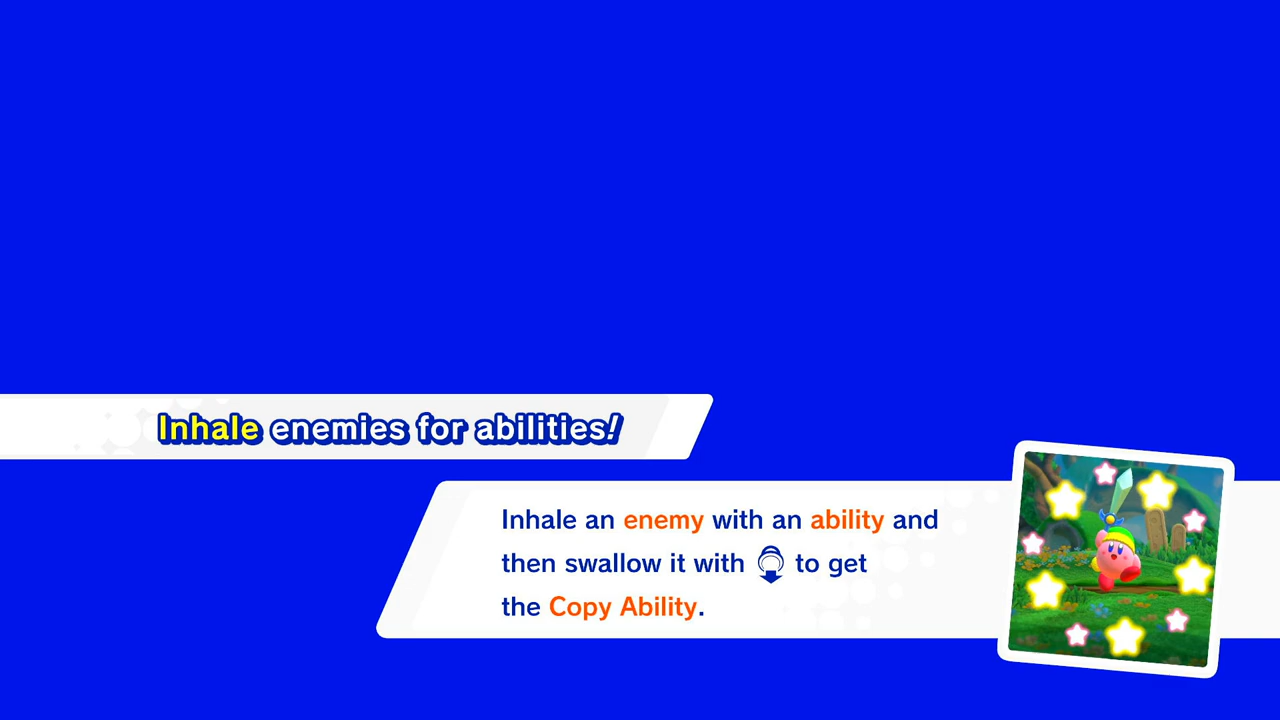 Inhale enemies for abilities!
Inhale an enemy with an ability and
then swallow it with to get
the Copy Ability.